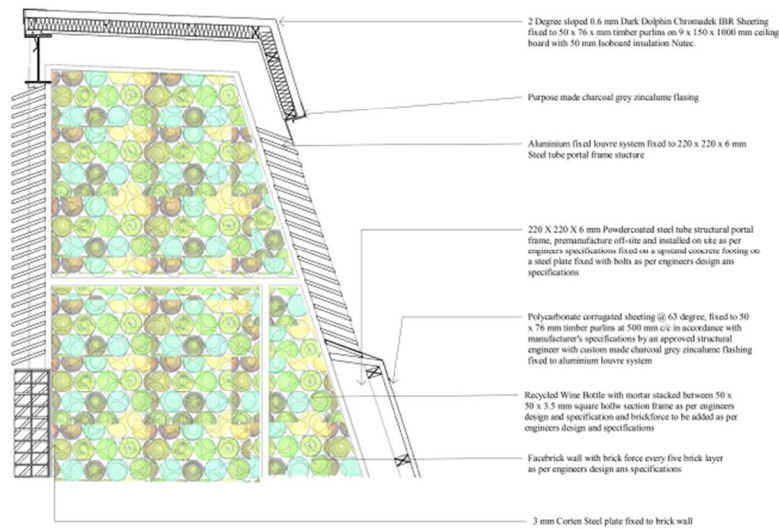 2 Degree sloped 0.6 mm Dark Dolphin Chromadek IBR Sheeting
fixed to 50 x 76 x mm timber purlins on 9 x 150 x 1000 mm ceiling
board with 50 mm Isoboard insulation Nutec.
Purpose made charcoal grey zincalume flasing
Aluminium fixed louvre system fixed to 220 x 220 x 6 mm
Steel tube portal frame stucture
220 X 220 X 6 mm Powdercoated steel tube structural portal
frame, premanufacture off-site and installed on site as per
engineers specifications fixed on a upstand concrete footing on
a steel plate fixed with bolts as per engineers design ans
specifications
Polycarbonate corrugated sheeting @ 63 degree, fixed to 50
x 76 mm timber purlins at 500 mm c/c in accordance with
manufacturer's specifications by an approved structural
engineer with custom made charcoal grey zincalume flashing
fixed to aluminium louvre system
Recycled Wine Bottle with mortar stacked between 50 x
50 x 3.5 mm square hollw section frame as per engineers
design and specification and brickforce to be added as per
engineers design and specifications
Facebrick wall with brick force every five brick layer
as per engineers design ans specifications
3 mm Corten Steel plate fixed to brick wall